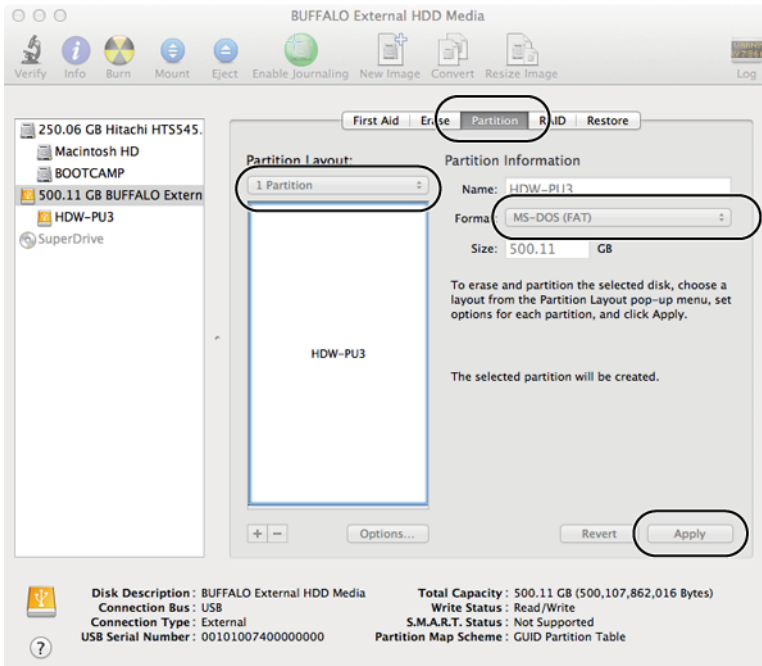 BUFFALO External HDD Media
Verify Info Burn Mount Eject Enable Journaling New Image Convert Resize Image Log
First Aid Erase Partition RAID Restore
250.06 GB Hitachi HTS545.
Macintosh HD
BOOTCAMP
500.11 GB BUFFALO Extern
HDW-PU3
SuperDrive
Partition Layout:
1 Partition
HDW-PU3
+ − Options...
Partition Information
Name: HDW-PU3
Format: MS-DOS (FAT)
Size: 500.11 GB
To erase and partition the selected disk, choose a
layout from the Partition Layout pop-up menu, set
options for each partition, and click Apply.
The selected partition will be created.
Revert Apply
Disk Description : BUFFALO External HDD Media
Connection Bus : USB
Connection Type : External
USB Serial Number : 00101007400000000
Total Capacity : 500.11 GB (500,107,862,016 Bytes)
Write Status : Read/Write
S.M.A.R.T. Status : Not Supported
Partition Map Scheme : GUID Partition Table
?